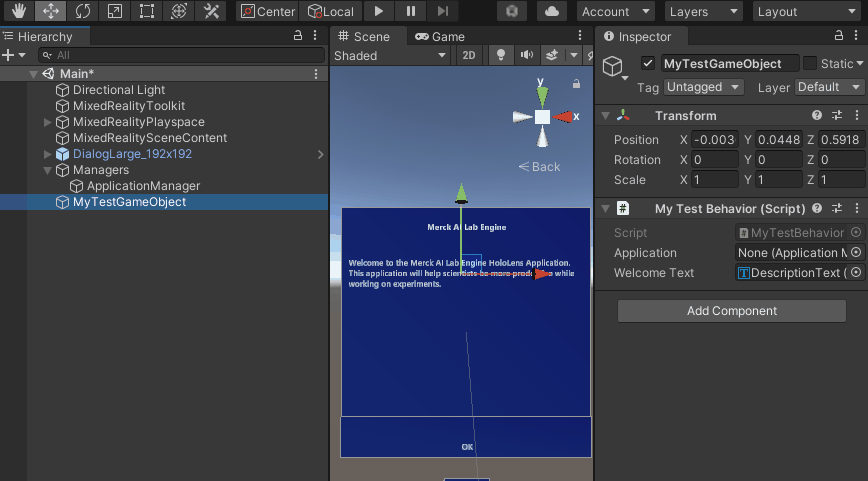 Center
Local
Account
Layers
Layout
Hierarchy
All
Main*
Directional Light
MixedRealityToolkit
MixedRealityPlayspace
MixedRealitySceneContent
DialogLarge_192x192
Managers
ApplicationManager
MyTestGameObject
Scene
Game
Shaded
2D
y
x
Back
Merck AI Lab Engine
Welcome to the Merck AI Lab Engine HoloLens Application.
This application will help scientists be more while
working on experiments.
OK
Inspector
MyTestGameObject
Static
Tag Untagged Layer Default
Transform
Position X -0.003 Y 0.0448 Z 0.5918
Rotation X 0 Y 0 Z 0
Scale X 1 Y 1 Z 1
# My Test Behavior (Script)
Script # MyTestBehavior
Application None (Application M
Welcome Text T DescriptionText (
Add Component